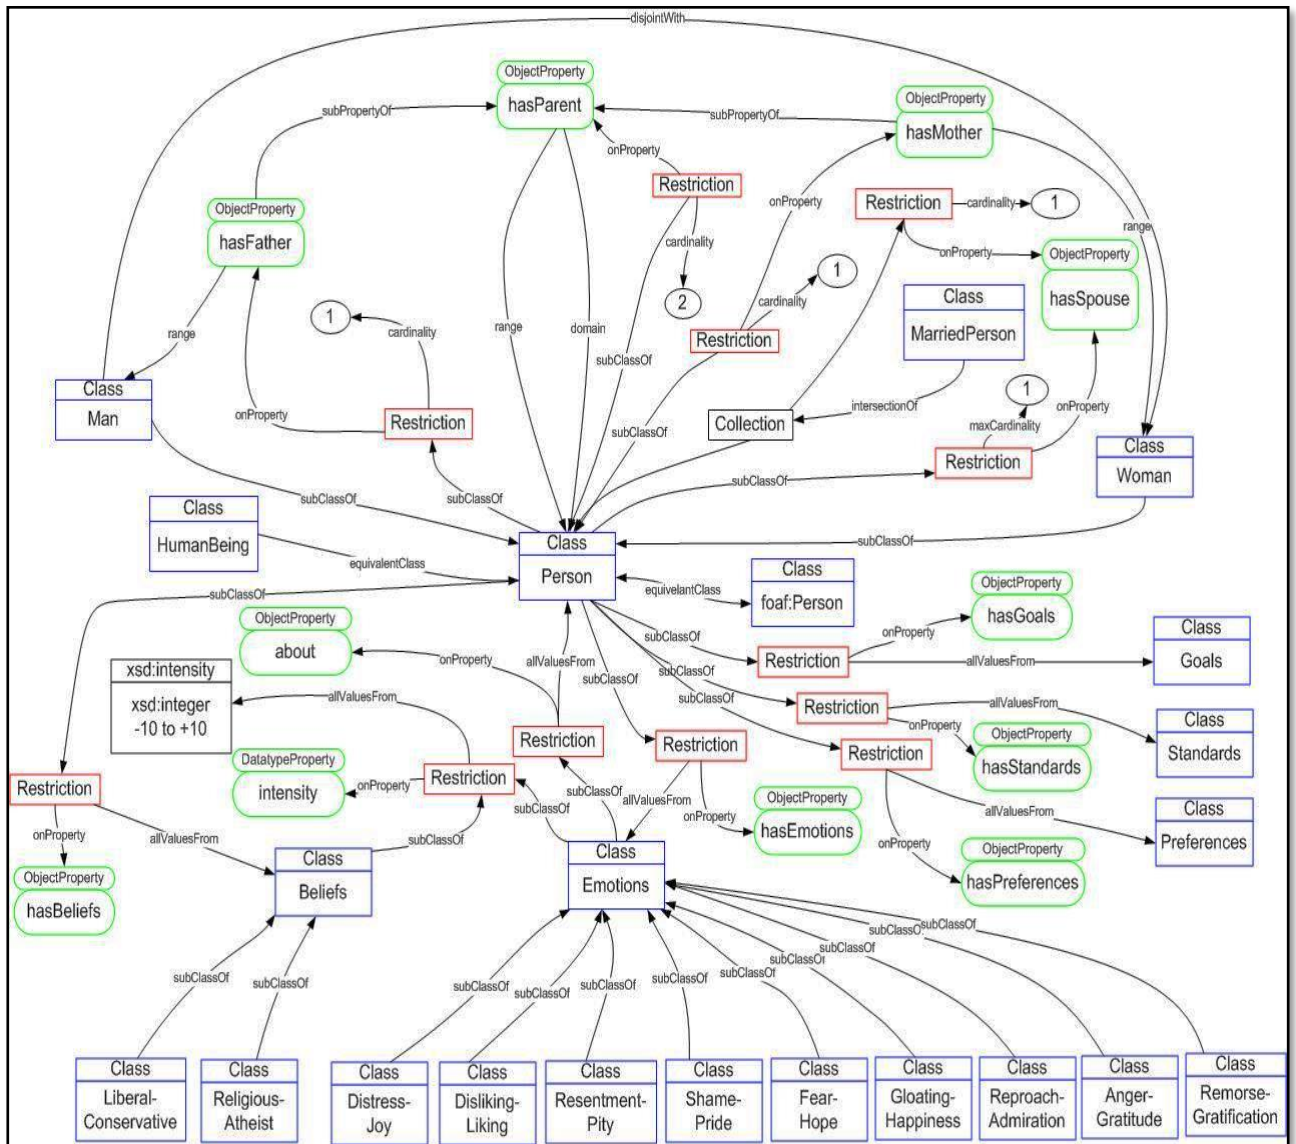 disjointWith
ObjectProperty
hasParent
subPropertyOf
subPropertyOf
ObjectProperty
hasMother
onProperty
Restriction
cardinality
2
onProperty
Restriction
cardinality
1
onProperty
range
ObjectProperty
hasSpouse
ObjectProperty
hasFather
range
1
cardinality
range
domain
subClassOf
cardinality
1
Restriction
Class
MarriedPerson
Class
Man
onProperty
Restriction
subClassOf
Collection
intersectionOf
1
maxCardinality
onProperty
Restriction
Class
Woman
subClassOf
subClassOf
subClassOf
subClassOf
Class
HumanBeing
equivalentClass
Class
Person
equivelantClass
Class
foaf:Person
subClassOf
ObjectProperty
about
onProperty
allValuesFrom
subClassOf
subClassOf
subClassOf
subClassOf
Restriction
onProperty
ObjectProperty
hasGoals
allValuesFrom
Class
Goals
xsd:intensity
xsd:integer
-10 to +10
allValuesFrom
Restriction
allValuesFrom
onProperty
Class
Standards
ObjectProperty
hasStandards
Restriction
Restriction
Restriction
DatatypeProperty
intensity
onProperty
Restriction
subClassOf
subClassOf
allValuesFrom
onProperty
ObjectProperty
hasEmotions
onProperty
allValuesFrom
Class
Preferences
ObjectProperty
hasPreferences
Restriction
onProperty
allValuesFrom
ObjectProperty
hasBeliefs
Class
Beliefs
subClassOf
Class
Emotions
subClassOf
subClassOf
subClassOf
subClassOf
subClassOf
subClassOf
subClassOf
subClassOf
subClassOf
subClassO
subClassOf
Class
Liberal-
Conservative
Class
Religious-
Atheist
Class
Distress-
Joy
Class
Disliking-
Liking
Class
Resentment-
Pity
Class
Shame-
Pride
Class
Fear-
Hope
Class
Gloating-
Happiness
Class
Reproach-
Admiration
Class
Anger-
Gratitude
Class
Remorse-
Gratification